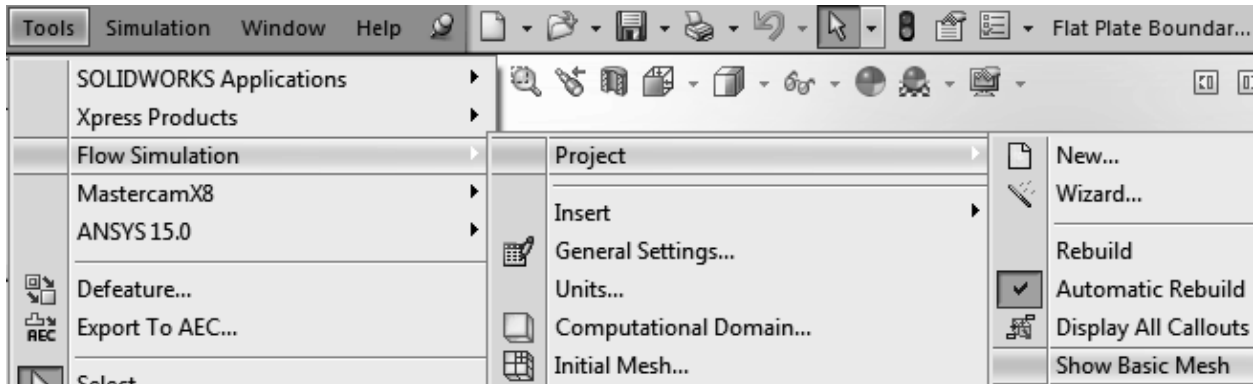 Tools Simulation Window Help Flat Plate Boundar...
SOLIDWORKS Applications
Xpress Products
Flow Simulation
MastercamX8
ANSYS 15.0
Defeature...
AEC Export To AEC...
Select
Project
Insert
General Settings...
Units...
Computational Domain...
Initial Mesh...
New...
Wizard...
Rebuild
Automatic Rebuild
Display All Callouts
Show Basic Mesh